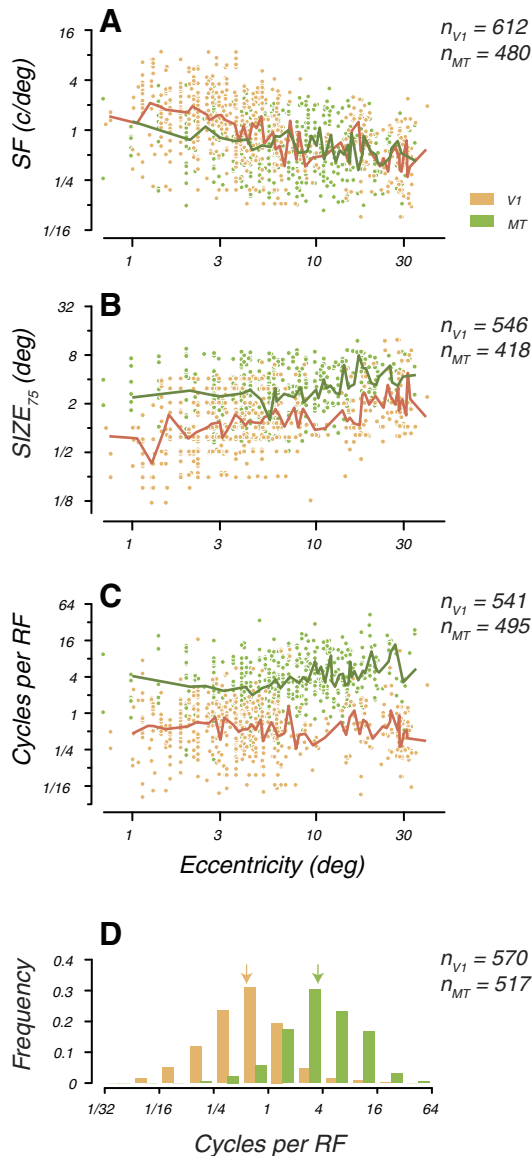 A
n_V1 = 612
n_MT = 480
SF (c/deg)
16
4
1
1/4
1/16
1 3 10 30
V1
MT
B
n_V1 = 546
n_MT = 418
SIZE_75 (deg)
32
8
2
1/2
1/8
1 3 10 30
C
n_V1 = 541
n_MT = 495
Cycles per RF
64
16
4
1
1/4
1/16
1 3 10 30
Eccentricity (deg)
D
n_V1 = 570
n_MT = 517
Frequency
0.4
0.3
0.2
0.1
0
1/32 1/16 1/4 1 4 16 64
Cycles per RF